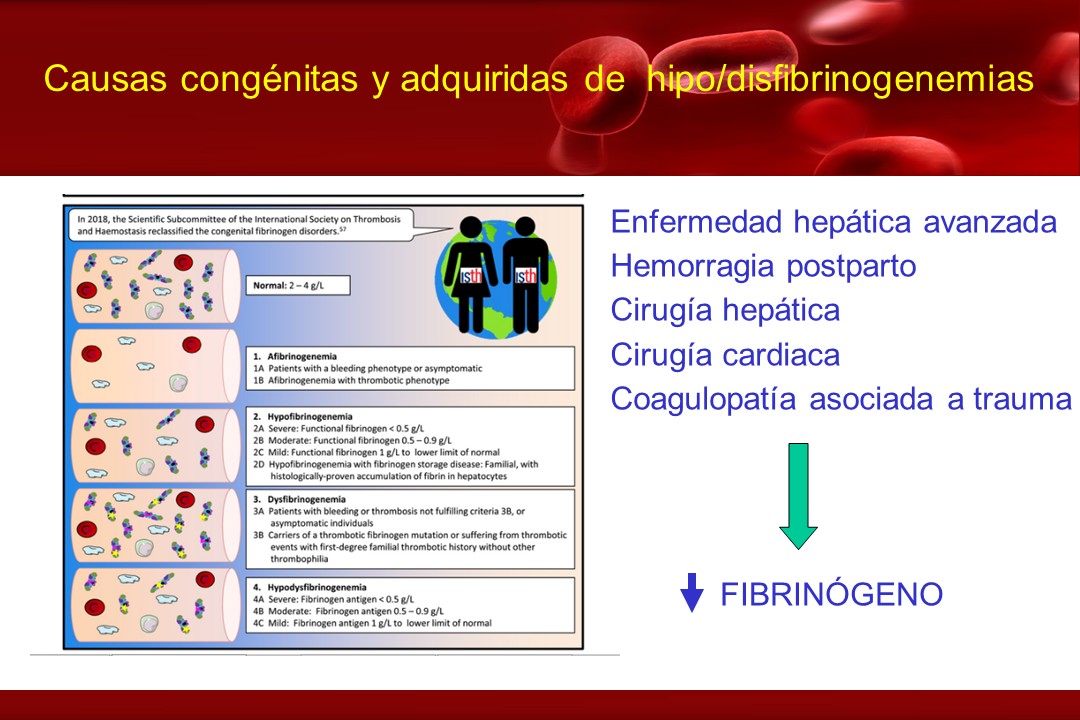 Causas congénitas y adquiridas de hipo/disfibrinogenemias
In 2018, the Scientific Subcommittee of the International Society on Thrombosis
and Haemostasis reclassified the congenital fibrinogen disorders.57
isth
isth
Normal: 2 – 4 g/L
1. Afibrinogenemia
1A Patients with a bleeding phenotype or asymptomatic
1B Afibrinogenemia with thrombotic phenotype
2. Hypofibrinogenemia
2A Severe: Functional fibrinogen < 0.5 g/L
2B Moderate: Functional fibrinogen 0.5 – 0.9 g/L
2C Mild: Functional fibrinogen 1 g/L to lower limit of normal
2D Hypofibrinogenemia with fibrinogen storage disease: Familial, with
histologically-proven accumulation of fibrin in hepatocytes
3. Dysfibrinogenemia
3A Patients with bleeding or thrombosis not fulfilling criteria 3B, or
asymptomatic individuals
3B Carriers of a thrombotic fibrinogen mutation or suffering from thrombotic
events with first-degree familial thrombotic history without other
thrombophilia
4. Hypodysfibrinogenemia
4A Severe: Fibrinogen antigen < 0.5 g/L
4B Moderate: Fibrinogen antigen 0.5 – 0.9 g/L
4C Mild: Fibrinogen antigen 1 g/L to lower limit of normal
Enfermedad hepática avanzada
Hemorragia postparto
Cirugía hepática
Cirugía cardiaca
Coagulopatía asociada a trauma
FIBRINÓGENO